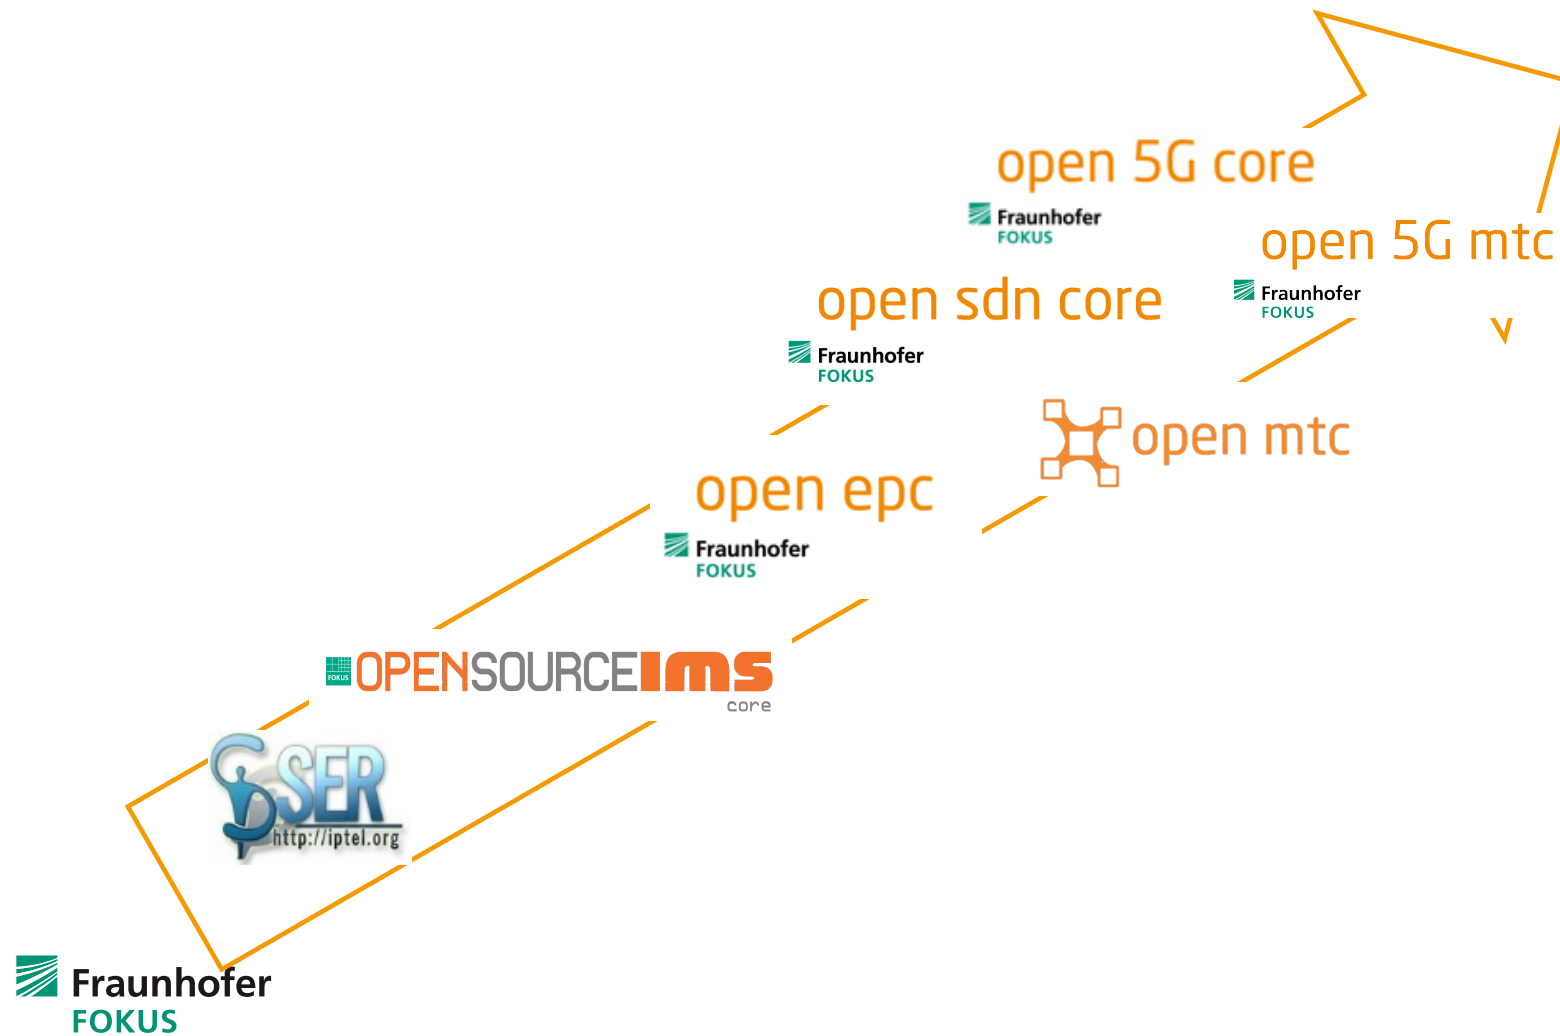 open 5G core
Fraunhofer
FOKUS
open 5G mtc
Fraunhofer
FOKUS
open sdn core
Fraunhofer
FOKUS
open mtc
open epc
Fraunhofer
FOKUS
FOKUS OPENSOURCEIMS
core
SER
http://iptel.org
Fraunhofer
FOKUS